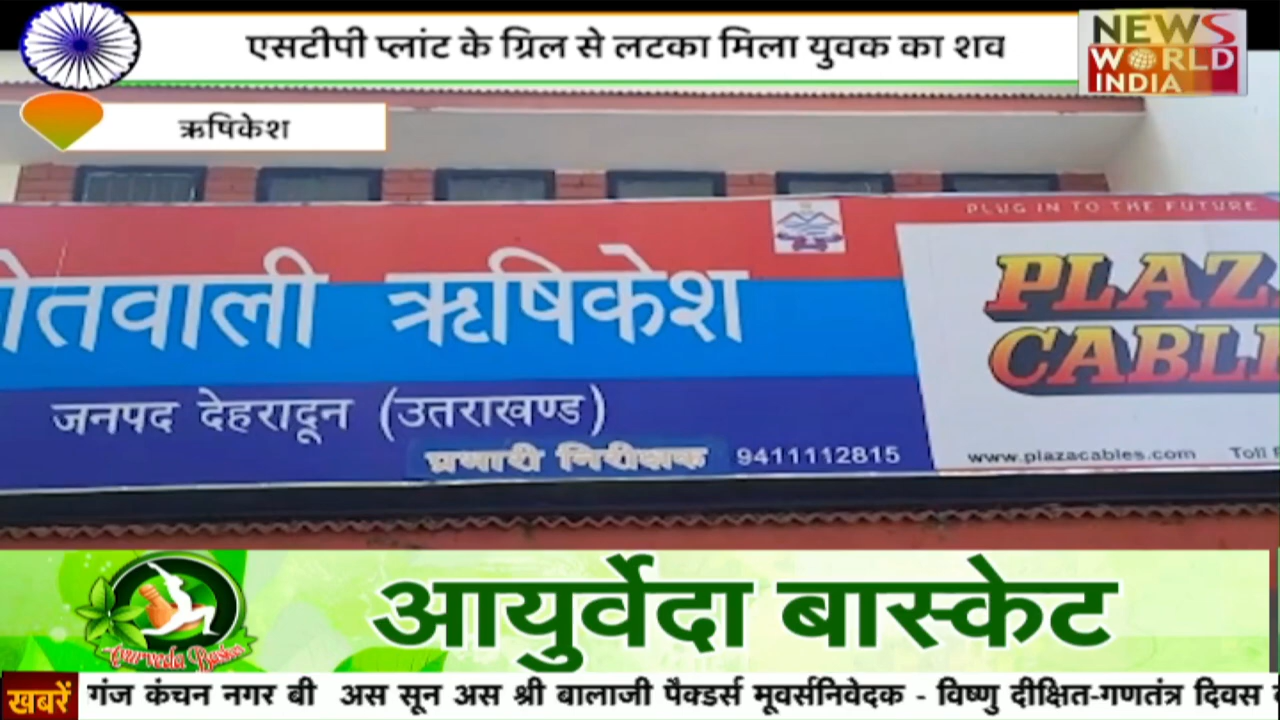 एसटीपी प्लांट के ग्रिल से लटका मिला युवक का शव
NEWS
WORLD
INDIA
ऋषिकेश
PLUG IN TO THE FUTURE
ोतवाली ऋषिकेश
PLAZ
CABL
जनपद देहरादून (उतराखण्ड)
प्रभारी निरीक्षक 9411112815
www.plazacables.com Toll
आयुर्वेदा बास्केट
Ayurveda Basket
खबरें गंज कंचन नगर बी अस सून अस श्री बालाजी पैक्डर्स मूवर्सनिवेदक - विष्णु दीक्षित-गणतंत्र दिवस